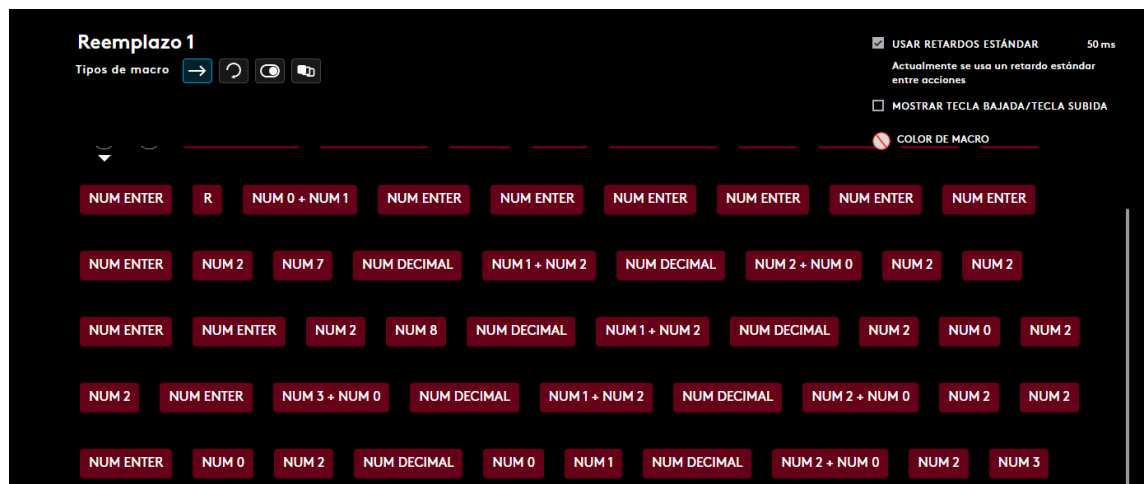 Reemplazo 1
Tipos de macro
USAR RETARDOS ESTÁNDAR 50 ms
Actualmente se usa un retardo estándar
entre acciones
MOSTRAR TECLA BAJADA/TECLA SUBIDA
COLOR DE MACRO
NUM ENTER R NUM 0 + NUM 1 NUM ENTER NUM ENTER NUM ENTER NUM ENTER NUM ENTER NUM ENTER
NUM ENTER NUM 2 NUM 7 NUM DECIMAL NUM 1 + NUM 2 NUM DECIMAL NUM 2 + NUM 0 NUM 2 NUM 2
NUM ENTER NUM ENTER NUM 2 NUM 8 NUM DECIMAL NUM 1 + NUM 2 NUM DECIMAL NUM 2 NUM 0 NUM 2
NUM 2 NUM ENTER NUM 3 + NUM 0 NUM DECIMAL NUM 1 + NUM 2 NUM DECIMAL NUM 2 + NUM 0 NUM 2 NUM 2
NUM ENTER NUM 0 NUM 2 NUM DECIMAL NUM 0 NUM 1 NUM DECIMAL NUM 2 + NUM 0 NUM 2 NUM 3